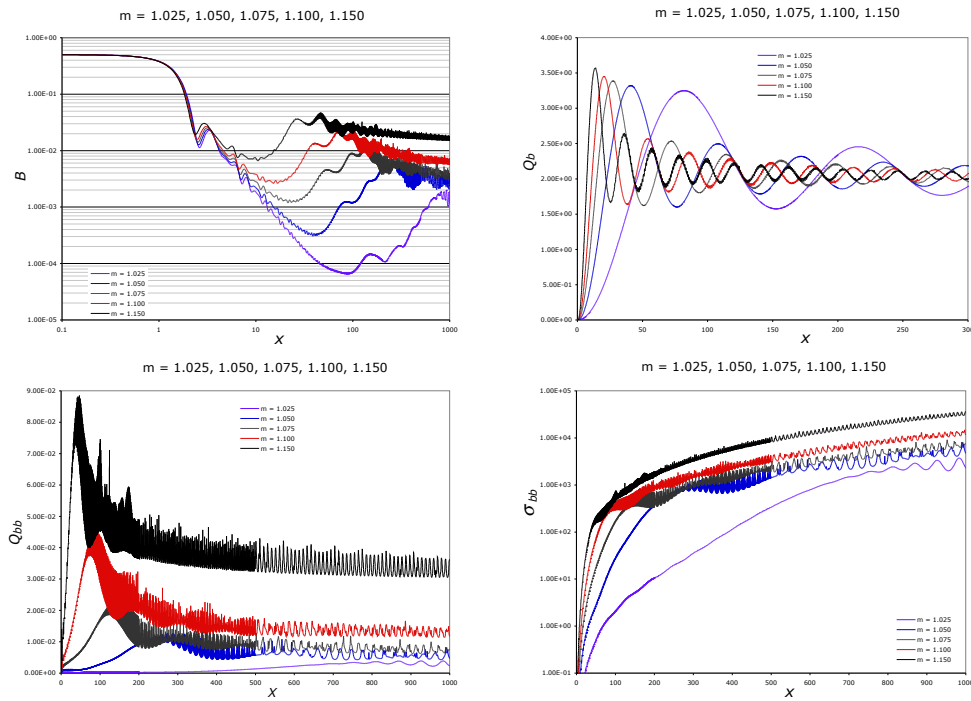 m = 1.025, 1.050, 1.075, 1.100, 1.150
1.00E+00
1.00E-01
1.00E-02
1.00E-03
1.00E-04
1.00E-05
B
m = 1.025
m = 1.050
m = 1.075
m = 1.100
m = 1.150
0.1
1
10
100
1000
x
m = 1.025, 1.050, 1.075, 1.100, 1.150
4.00E+00
3.50E+00
3.00E+00
2.50E+00
2.00E+00
1.50E+00
1.00E+00
5.00E-01
0.00E+00
Qb
m = 1.025
m = 1.050
m = 1.075
m = 1.100
m = 1.150
0
50
100
150
200
250
300
x
m = 1.025, 1.050, 1.075, 1.100, 1.150
9.00E-02
8.00E-02
7.00E-02
6.00E-02
5.00E-02
4.00E-02
3.00E-02
2.00E-02
1.00E-02
0.00E+00
Qbb
m = 1.025
m = 1.050
m = 1.075
m = 1.100
m = 1.150
0
100
200
300
400
500
600
700
800
900
1000
x
m = 1.025, 1.050, 1.075, 1.100, 1.150
1.00E+05
1.00E+04
1.00E+03
1.00E+02
1.00E+01
1.00E+0
1.00E-01
σbb
m = 1.025
m = 1.050
m = 1.075
m = 1.100
m = 1.150
0
100
200
300
400
500
600
700
800
900
1000
x